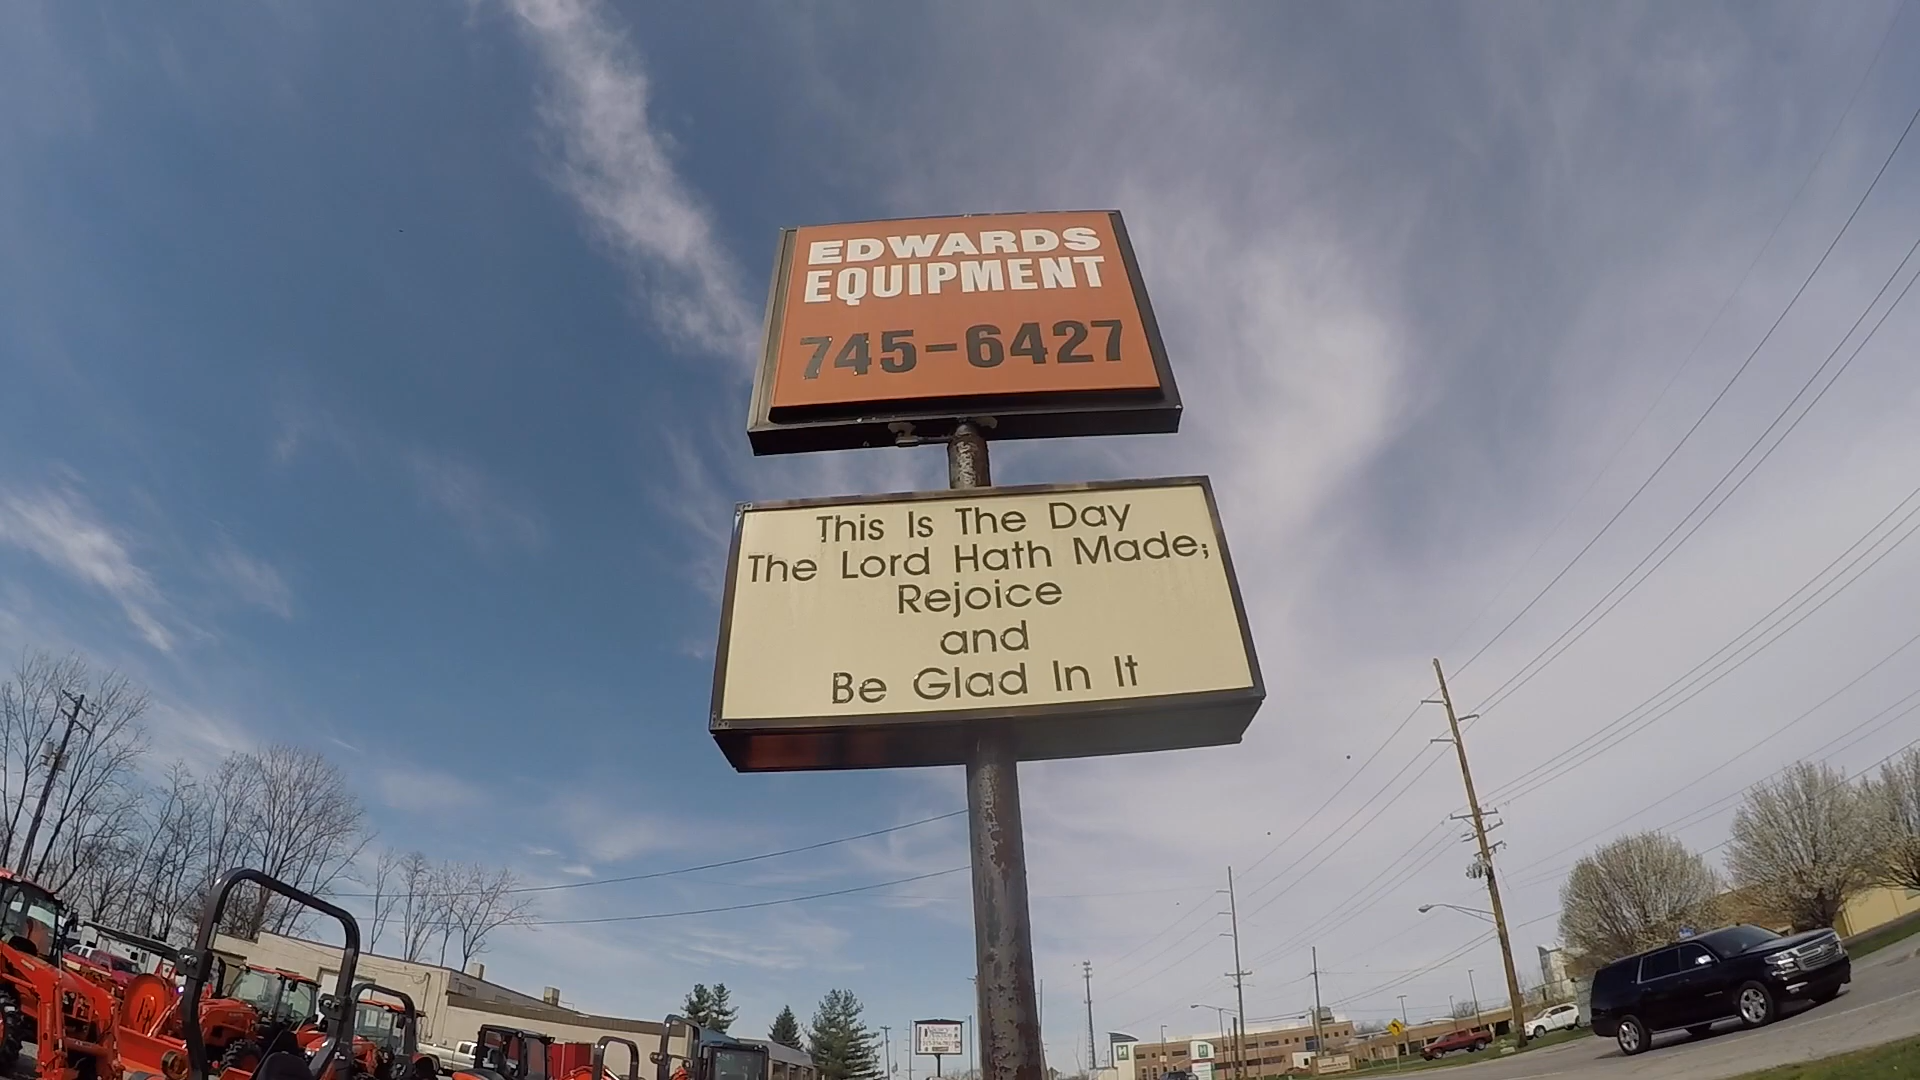 EDWARDS
EQUIPMENT
745-6427
This Is The Day
The Lord Hath Made;
Rejoice
and
Be Glad In It